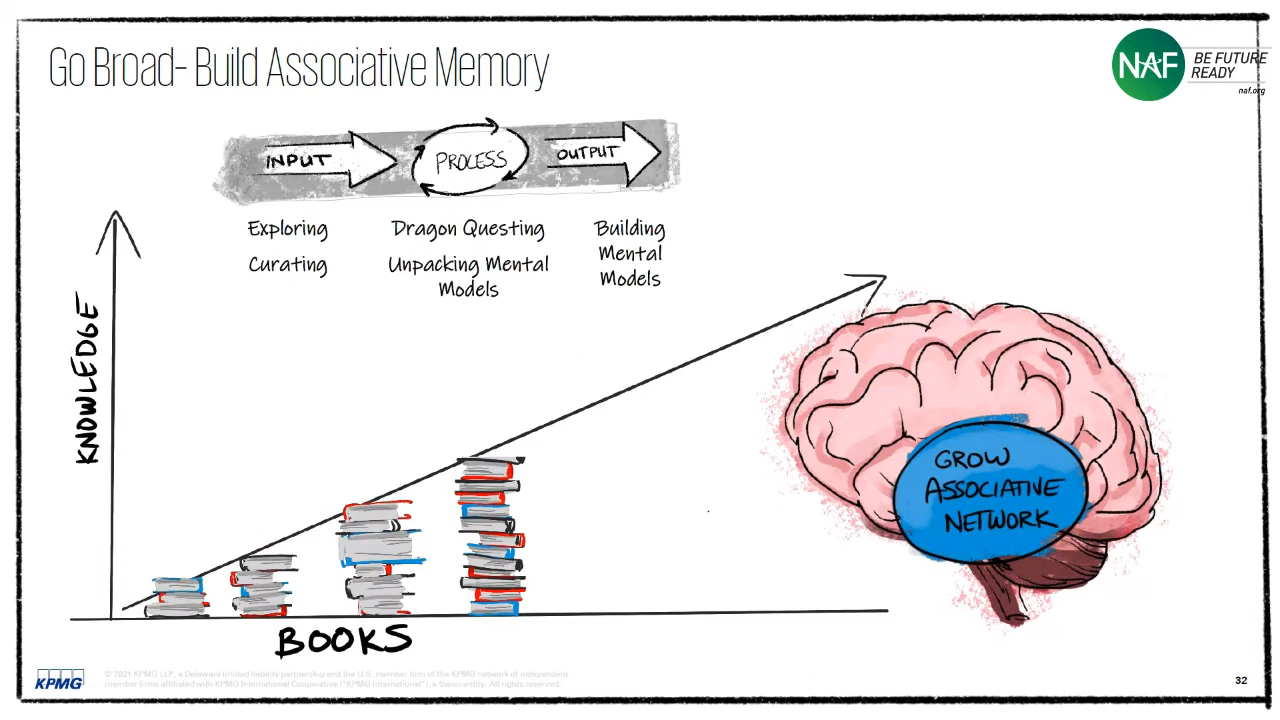 Go Broad- Build Associative Memory
NAF
BE FUTURE
READY
naf.org
INPUT
PROCESS
OUTPUT
Exploring
Curating
Dragon Questing
Unpacking Mental
Models
Building
Mental
Models
KNOWLEDGE
GROW
ASSOCIATIVE
NETWORK
BOOKS
KPMG
© 2021 KPMG LLP, a Delaware limited liability partnership and the U.S. member firm of the KPMG network of independent
member firms affiliated with KPMG International Cooperative ("KPMG International"), a Swiss entity. All rights reserved.
32